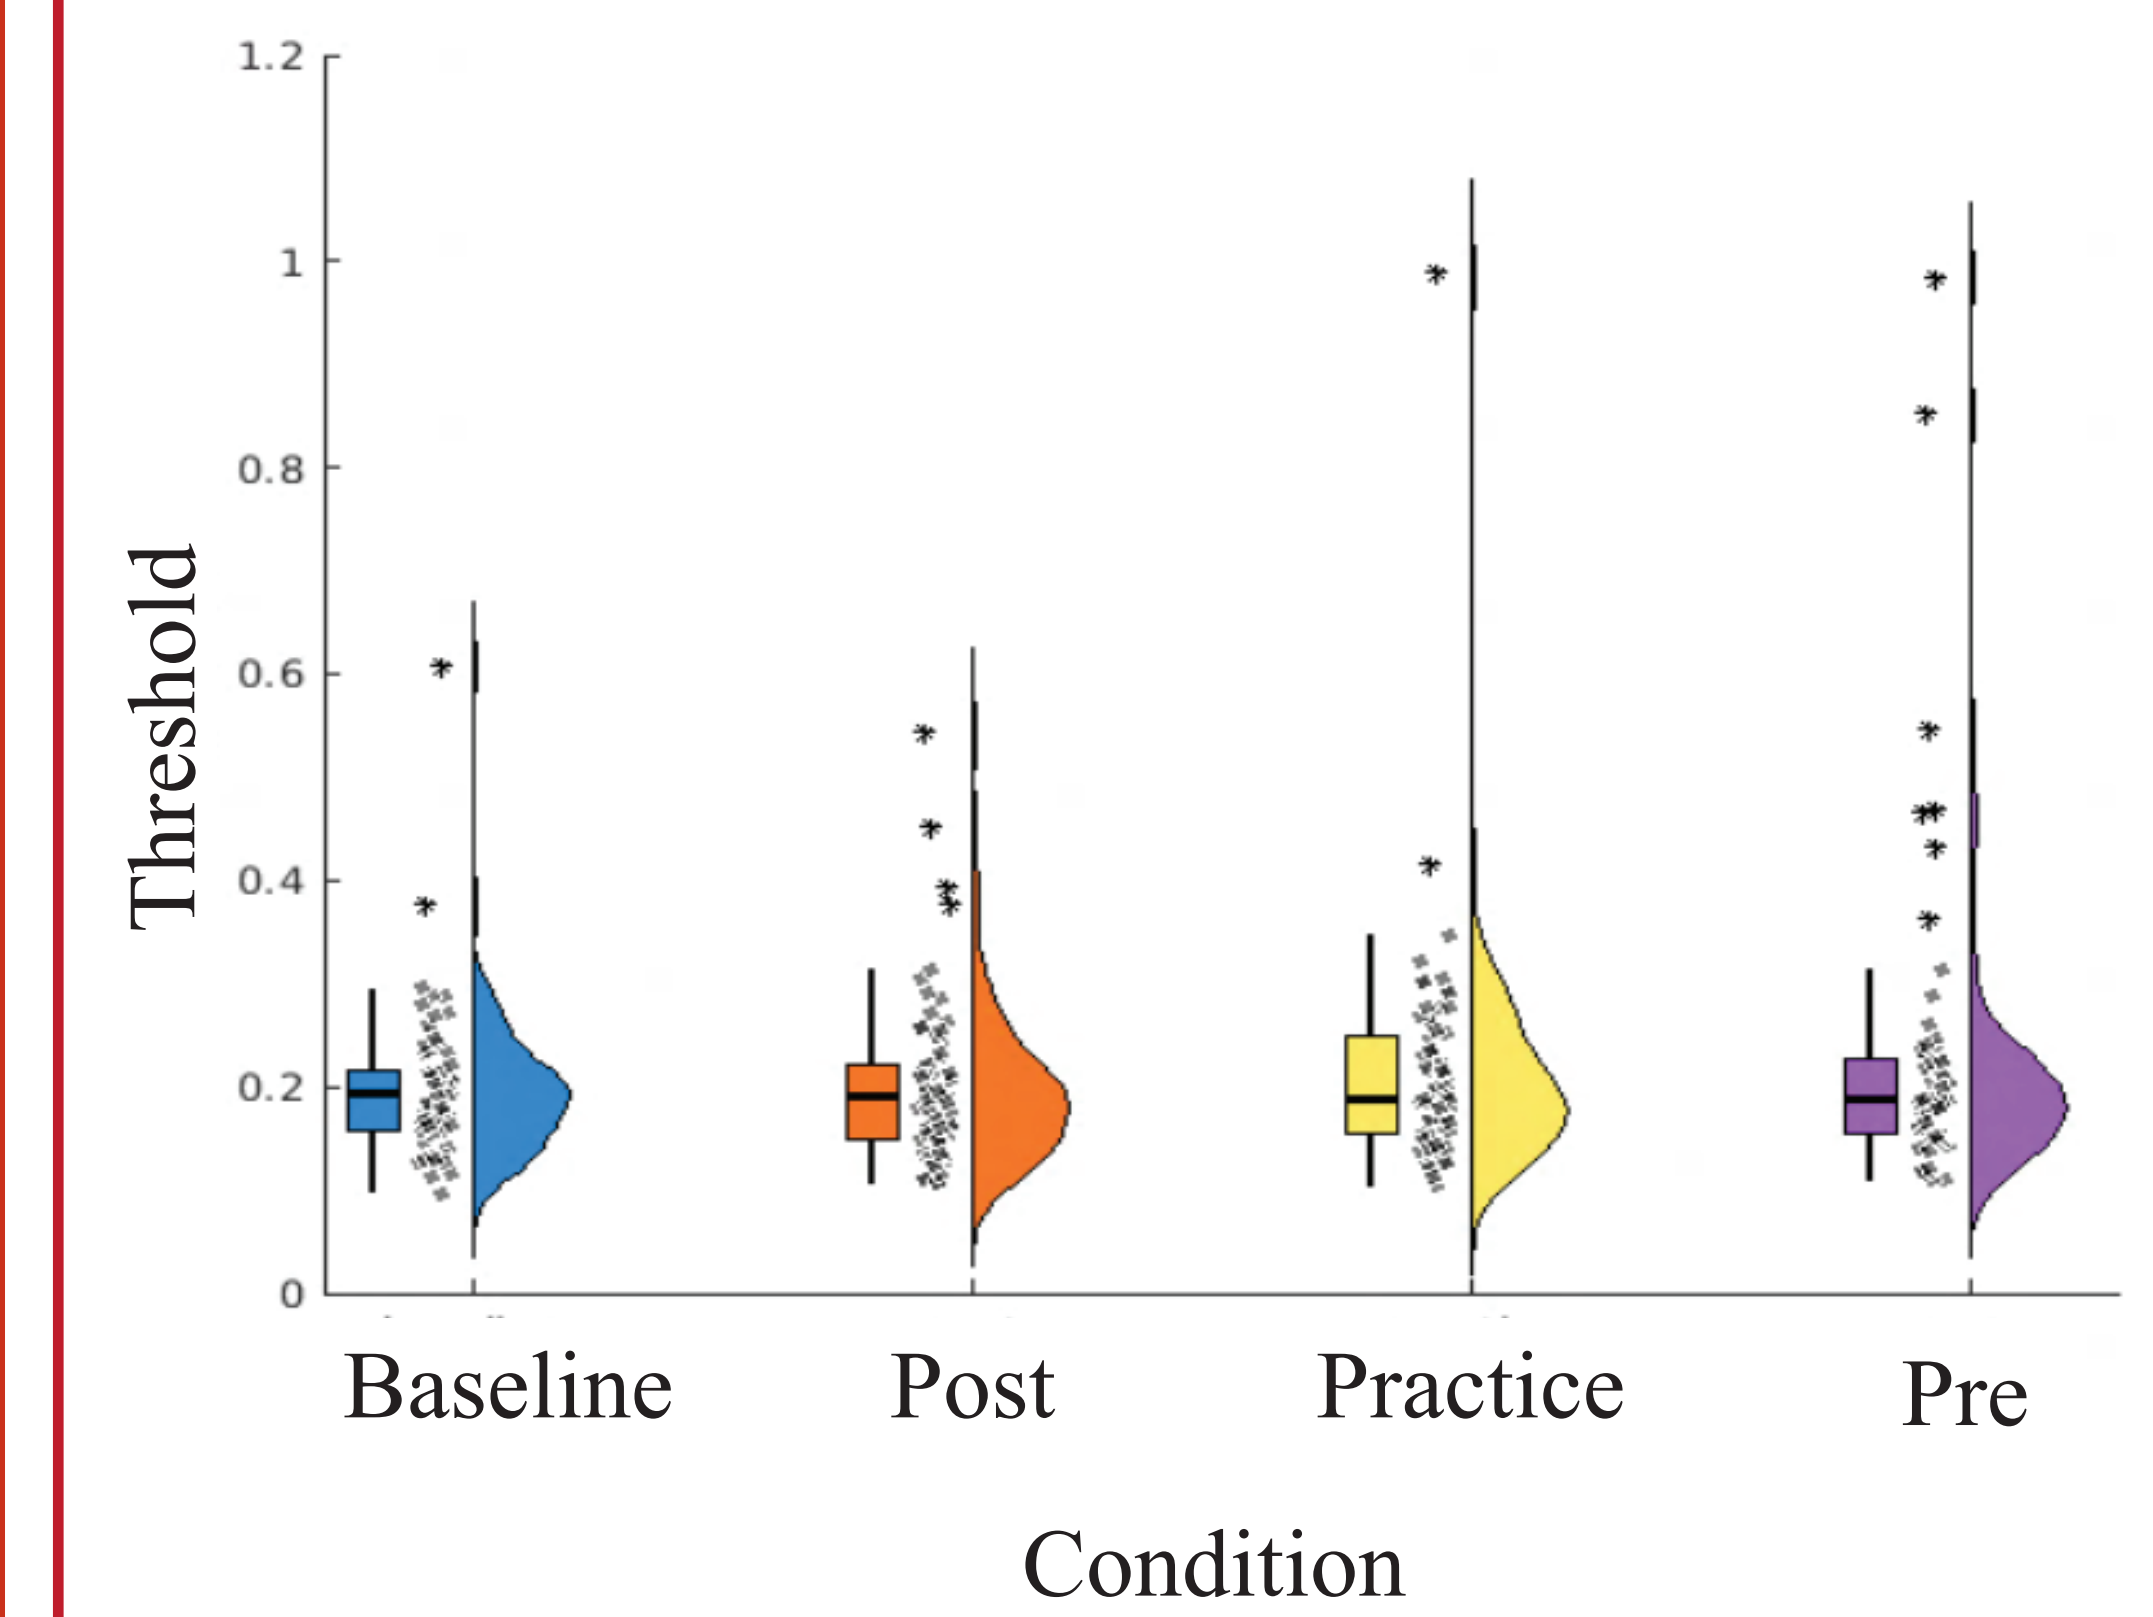 1.2
1
0.8
0.6
0.4
0.2
0
Threshold
Baseline Post Practice Pre
Condition